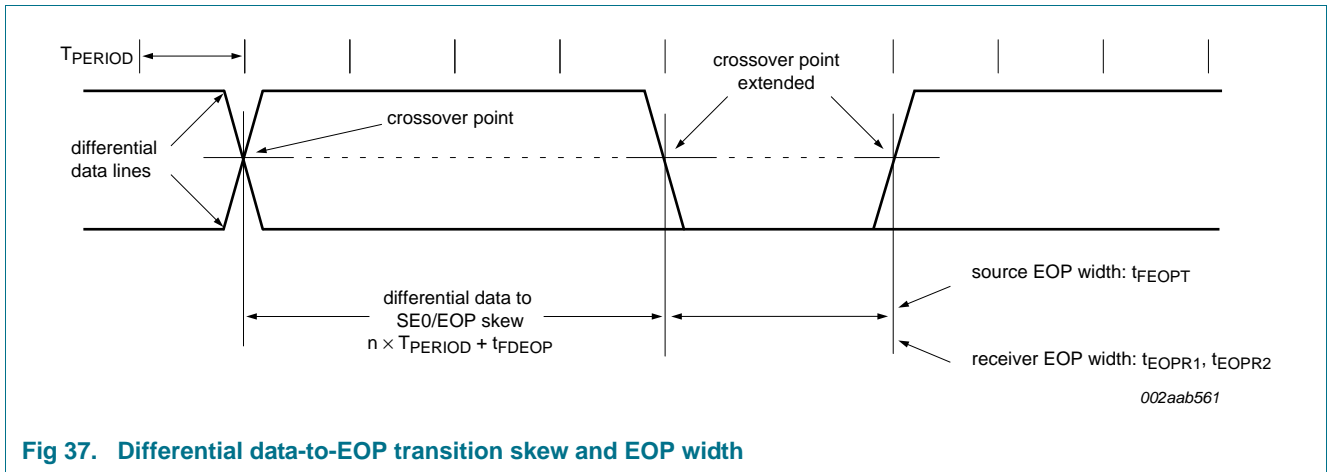 TPERIOD
crossover point
extended
crossover point
differential
data lines
differential data to
SE0/EOP skew
n × TPERIOD + tFDEOP
source EOP width: tFEOPT
receiver EOP width: tEOPR1, tEOPR2
002aab561
Fig 37. Differential data-to-EOP transition skew and EOP width